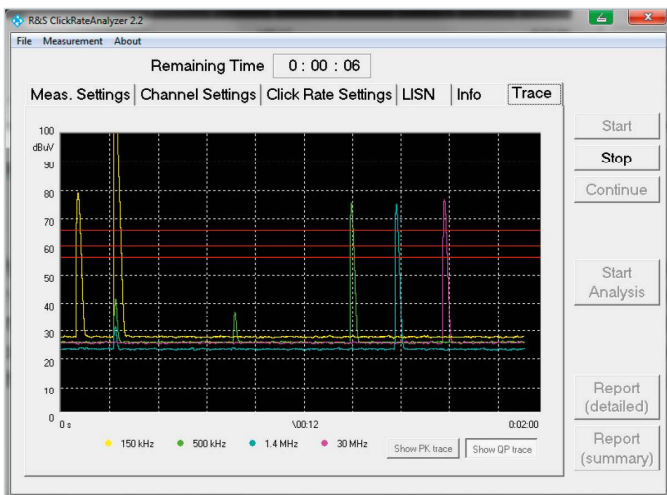 R&S ClickRateAnalyzer 2.2
File Measurement About
Remaining Time 0 : 00 : 06
Meas. Settings Channel Settings Click Rate Settings LISN Info Trace
Start
Stop
Continue
Start
Analysis
Report
(detailed)
Report
(summary)
100
dBuV
90
80
70
60
50
40
30
20
10
0
0 s \00:12 0:02:00
150 kHz 500 kHz 1.4 MHz 30 MHz Show PK trace Show QP trace